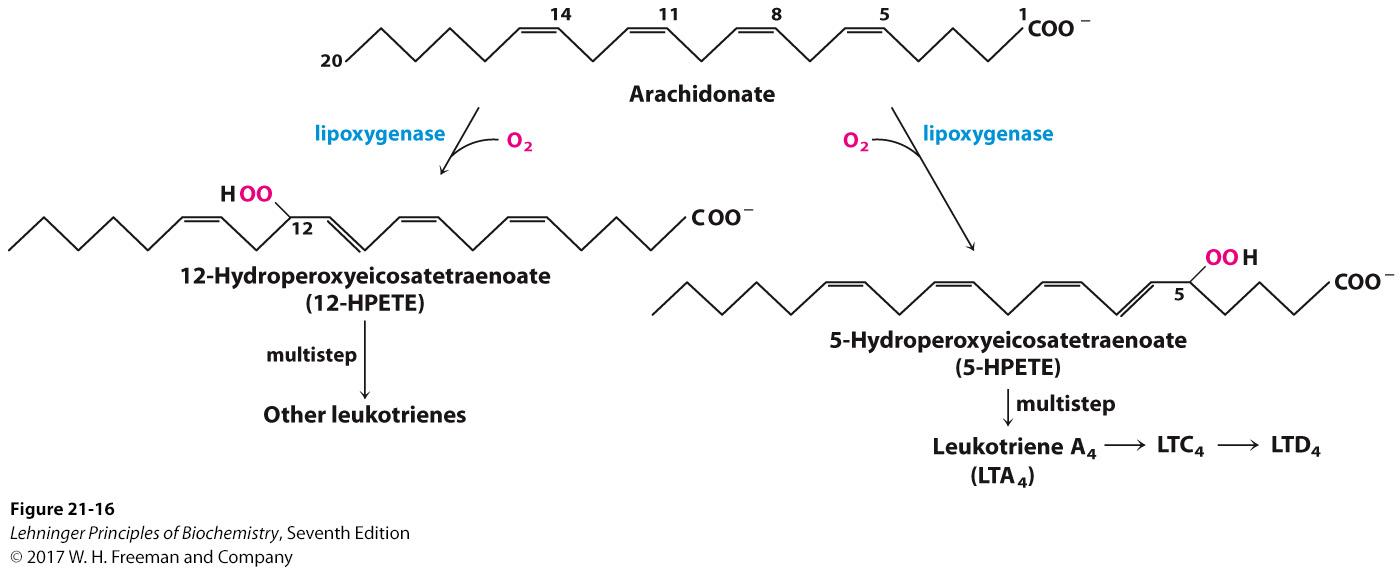 14 11 8 5 1
COO⁻
20
Arachidonate
lipoxygenase
O₂
O₂
lipoxygenase
HOO
12
COO⁻
12-Hydroperoxyeicosatetraenoate
(12-HPETE)
multistep
Other leukotrienes
OOH
5
COO⁻
5-Hydroperoxyeicosatetraenoate
(5-HPETE)
multistep
Leukotriene A₄ → LTC₄ → LTD₄
(LTA₄)
Figure 21-16
Lehninger Principles of Biochemistry, Seventh Edition
© 2017 W. H. Freeman and Company